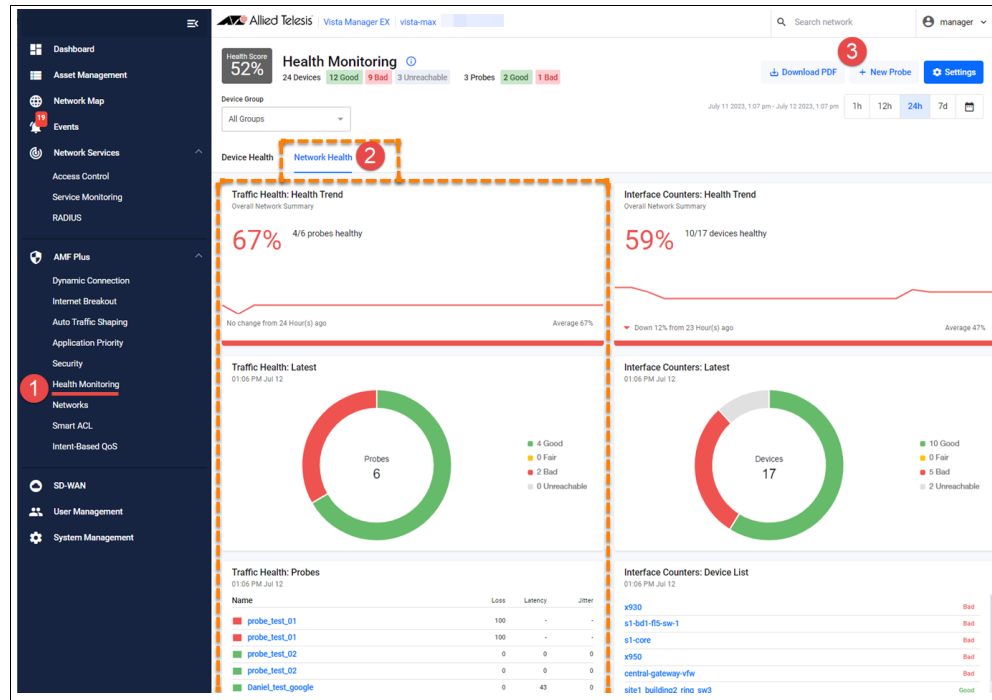 Allied Telesis Vista Manager EX vista-max
Search network
manager
Dashboard
Asset Management
Network Map
19
Events
Network Services
Access Control
Service Monitoring
RADIUS
AMF Plus
Dynamic Connection
Internet Breakout
Auto Traffic Shaping
Application Priority
Security
1
Health Monitoring
Networks
Smart ACL
Intent-Based QoS
SD-WAN
User Management
System Management
Health Score
52%
Health Monitoring
24 Devices 12 Good 9 Bad 3 Unreachable 3 Probes 2 Good 1 Bad
3
Download PDF + New Probe Settings
Device Group
All Groups
July 11 2023, 1:07 pm - July 12 2023, 1:07 pm 1h 12h 24h 7d
Device Health Network Health 2
Traffic Health: Health Trend
Overall Network Summary
67% 4/6 probes healthy
No change from 24 Hour(s) ago Average 67%
Interface Counters: Health Trend
Overall Network Summary
59% 10/17 devices healthy
Down 12% from 23 Hour(s) ago Average 47%
Traffic Health: Latest
01:06 PM Jul 12
Probes
6
4 Good
0 Fair
2 Bad
0 Unreachable
Interface Counters: Latest
01:06 PM Jul 12
Devices
17
10 Good
0 Fair
5 Bad
2 Unreachable
Traffic Health: Probes
01:06 PM Jul 12
Name Loss Latency Jitter
probe_test_01 100 - -
probe_test_01 100 - -
probe_test_02 0 0 0
probe_test_02 0 0 0
Daniel_test_google 0 43 0
Interface Counters: Device List
01:06 PM Jul 12
x930 Bad
s1-bd1-fl5-sw-1 Bad
s1-core Bad
x950 Bad
central-gateway-vfw Bad
site1_building2_ring_sw3 Good